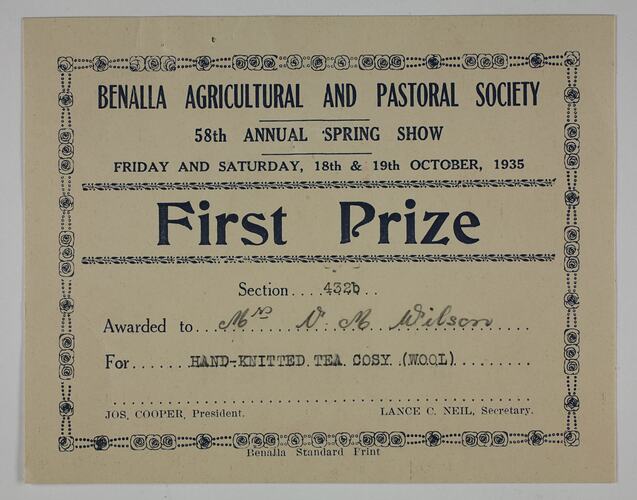 BENALLA AGRICULTURAL AND PASTORAL SOCIETY
58th ANNUAL SPRING SHOW
FRIDAY AND SATURDAY, 18th & 19th OCTOBER, 1935
First Prize
Section....432b..
Awarded to...Mrs V M Wilson....
For......HAND-KNITTED TEA COSY (WOOL).........
JOS. COOPER, President. LANCE C. NEIL, Secretary.
Benalla Standard Print